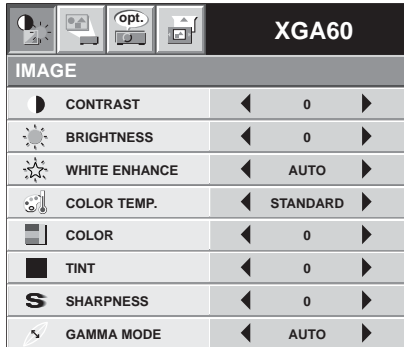 opt.
XGA60
IMAGE
CONTRAST 0
BRIGHTNESS 0
WHITE ENHANCE AUTO
COLOR TEMP. STANDARD
COLOR 0
TINT 0
SHARPNESS 0
GAMMA MODE AUTO